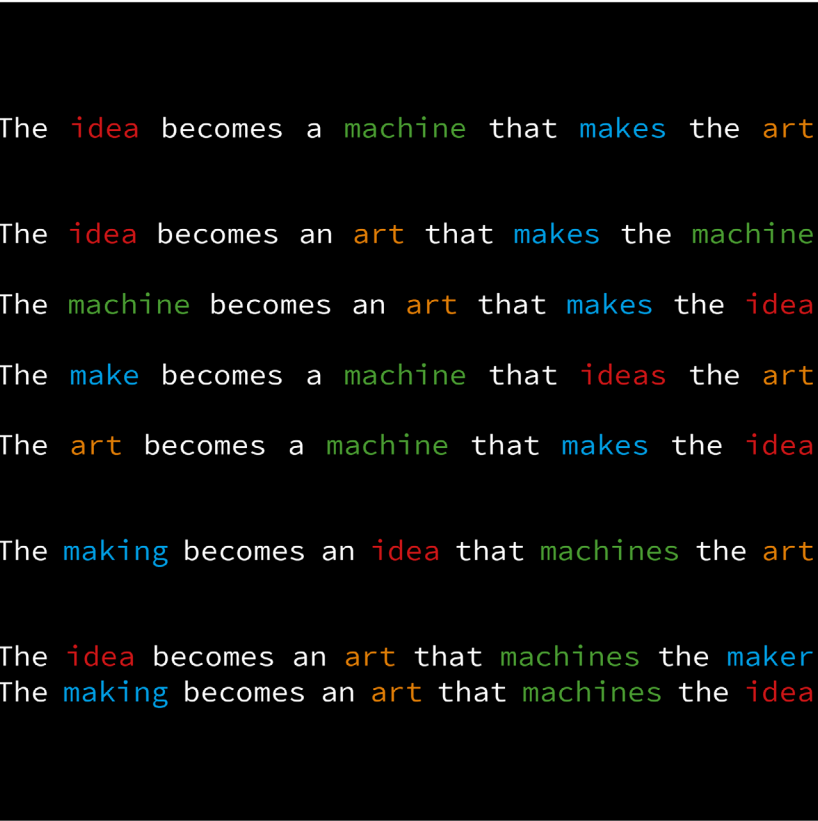 The idea becomes a machine that makes the art
The idea becomes an art that makes the machine
The machine becomes an art that makes the idea
The make becomes a machine that ideas the art
The art becomes a machine that makes the idea
The making becomes an idea that machines the art
The idea becomes an art that machines the maker
The making becomes an art that machines the idea